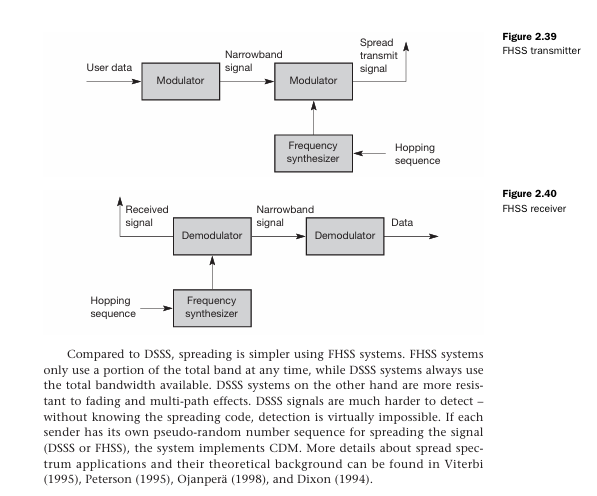 Figure 2.39
FHSS transmitter
User data
Modulator
Narrowband
signal
Modulator
Spread
transmit
signal
Frequency
synthesizer
Hopping
sequence
Figure 2.40
FHSS receiver
Received
signal
Demodulator
Narrowband
signal
Demodulator
Data
Hopping
sequence
Frequency
synthesizer
Compared to DSSS, spreading is simpler using FHSS systems. FHSS systems
only use a portion of the total band at any time, while DSSS systems always use
the total bandwidth available. DSSS systems on the other hand are more resis-
tant to fading and multi-path effects. DSSS signals are much harder to detect –
without knowing the spreading code, detection is virtually impossible. If each
sender has its own pseudo-random number sequence for spreading the signal
(DSSS or FHSS), the system implements CDM. More details about spread spec-
trum applications and their theoretical background can be found in Viterbi
(1995), Peterson (1995), Ojanperä (1998), and Dixon (1994).